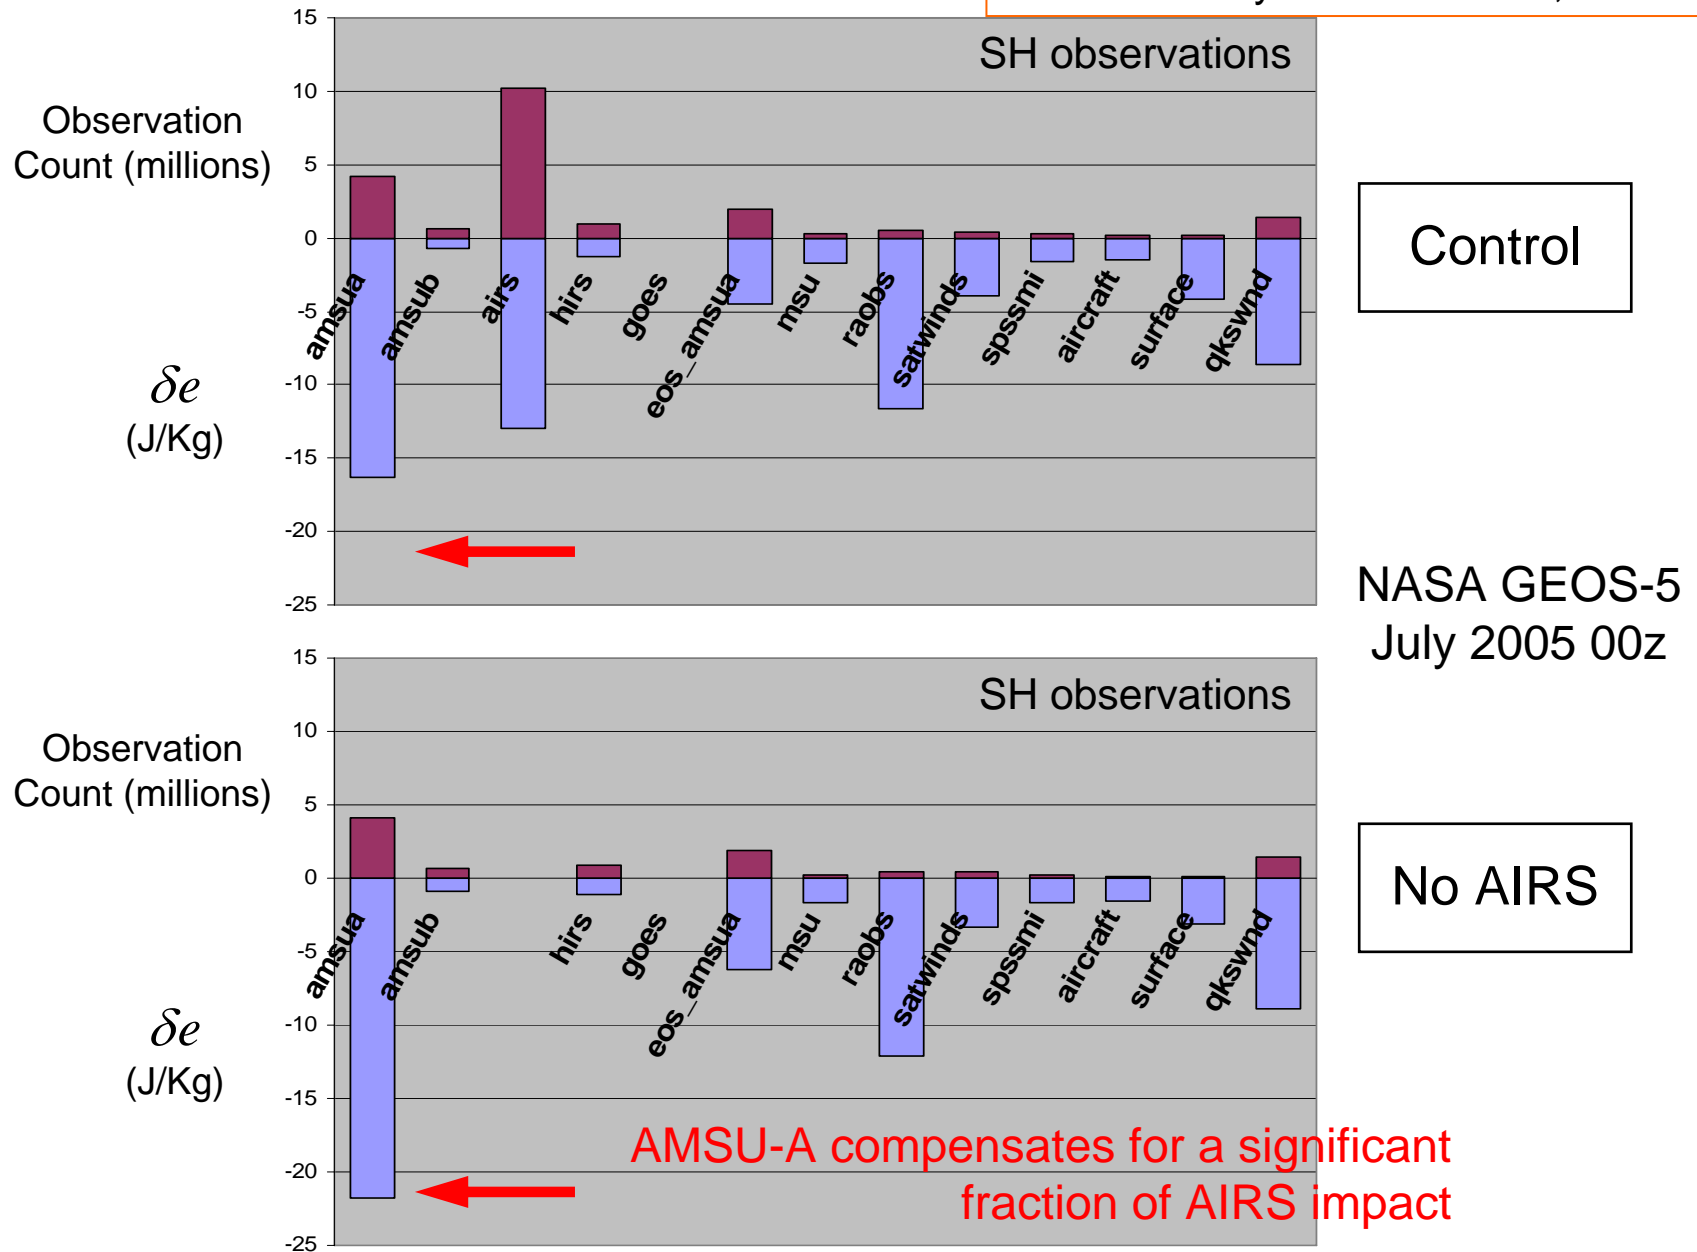 15
10
5
0
-5
-10
-15
-20
-25
Observation
Count (millions)
δe
(J/Kg)
SH observations
amsua
amsub
airs
hirs
goes
eos_amsua
msu
raobs
satwinds
spssmi
aircraft
surface
qkswnd
Control
NASA GEOS-5
July 2005 00z
15
10
5
0
-5
-10
-15
-20
-25
Observation
Count (millions)
δe
(J/Kg)
SH observations
amsua
amsub
hirs
goes
eos_amsua
msu
raobs
satwinds
spssmi
aircraft
surface
qkswnd
No AIRS
AMSU-A compensates for a significant
fraction of AIRS impact